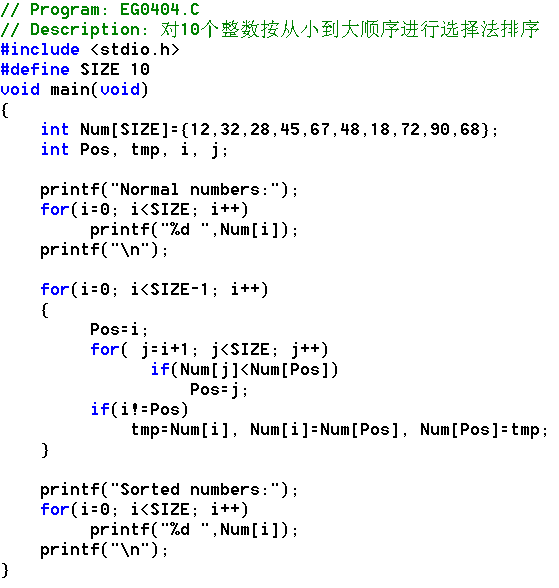 // Program: EG0404.C
// Description: 对10个整数按从小到大顺序进行选择法排序
#include <stdio.h>
#define SIZE 10
void main(void)
{
    int Num[SIZE]={12,32,28,45,67,48,18,72,90,68};
    int Pos, tmp, i, j;

    printf("Normal numbers:");
    for(i=0; i<SIZE; i++)
         printf("%d ",Num[i]);
    printf("\n");

    for(i=0; i<SIZE-1; i++)
    {
         Pos=i;
         for( j=i+1; j<SIZE; j++)
               if(Num[j]<Num[Pos])
                   Pos=j;
         if(i!=Pos)
             tmp=Num[i], Num[i]=Num[Pos], Num[Pos]=tmp;
    }

    printf("Sorted numbers:");
    for(i=0; i<SIZE; i++)
         printf("%d ",Num[i]);
    printf("\n");
}